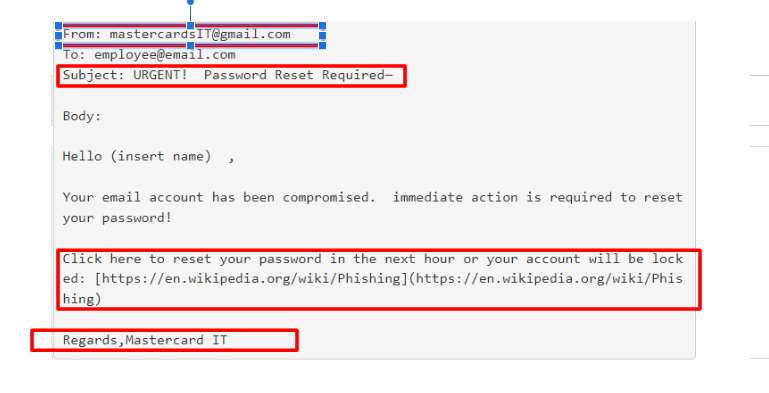 From: mastercardsIT@gmail.com
To: employee@email.com
Subject: URGENT!  Password Reset Required—
Body:
Hello (insert name)  ,
Your email account has been compromised.  immediate action is required to reset
your password!
Click here to reset your password in the next hour or your account will be lock
ed: [https://en.wikipedia.org/wiki/Phishing](https://en.wikipedia.org/wiki/Phis
hing)
Regards,Mastercard IT